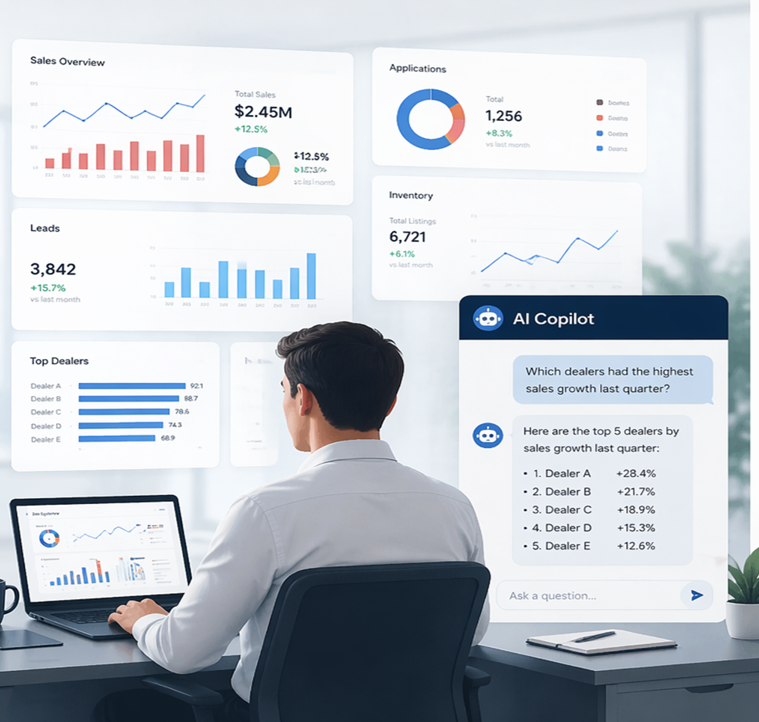 Sales Overview
Total Sales
$2.45M
+12.5%
+12.5%
vs last month
Applications
Total
1,256
+8.3%
vs last month
Leads
3,842
+15.7%
vs last month
Inventory
Total Listings
6,721
+6.1%
vs last month
Top Dealers
Dealer A 92.1
Dealer B 88.7
Dealer C 78.6
Dealer D 74.3
Dealer E 68.9
AI Copilot
Which dealers had the highest
sales growth last quarter?
Here are the top 5 dealers by
sales growth last quarter:
• 1. Dealer A +28.4%
• 2. Dealer B +21.7%
• 3. Dealer C +18.9%
• 4. Dealer D +15.3%
• 5. Dealer E +12.6%
Ask a question...